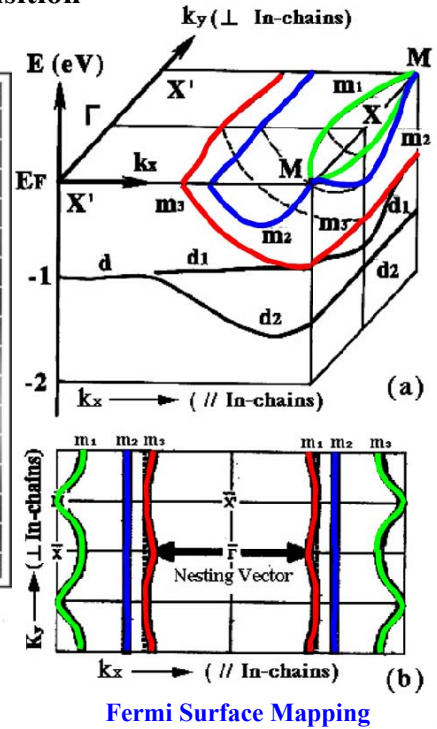 sition
ky (⊥ In-chains)
E (eV)
M
X'
m₁
X
Γ
m₂
kx
M
EF
X'
m₃
m₂
m₃
d₁
d
d₁
d₂
-1
d₂
(a)
-2
kx → ( // In-chains)
m₁ m₂ m₃ m₁ m₂ m₃
X̄'
X̄
Γ̄
Nesting Vector
Ky → (⊥ In-chains)
kx → ( // In-chains)
(b)
Fermi Surface Mapping